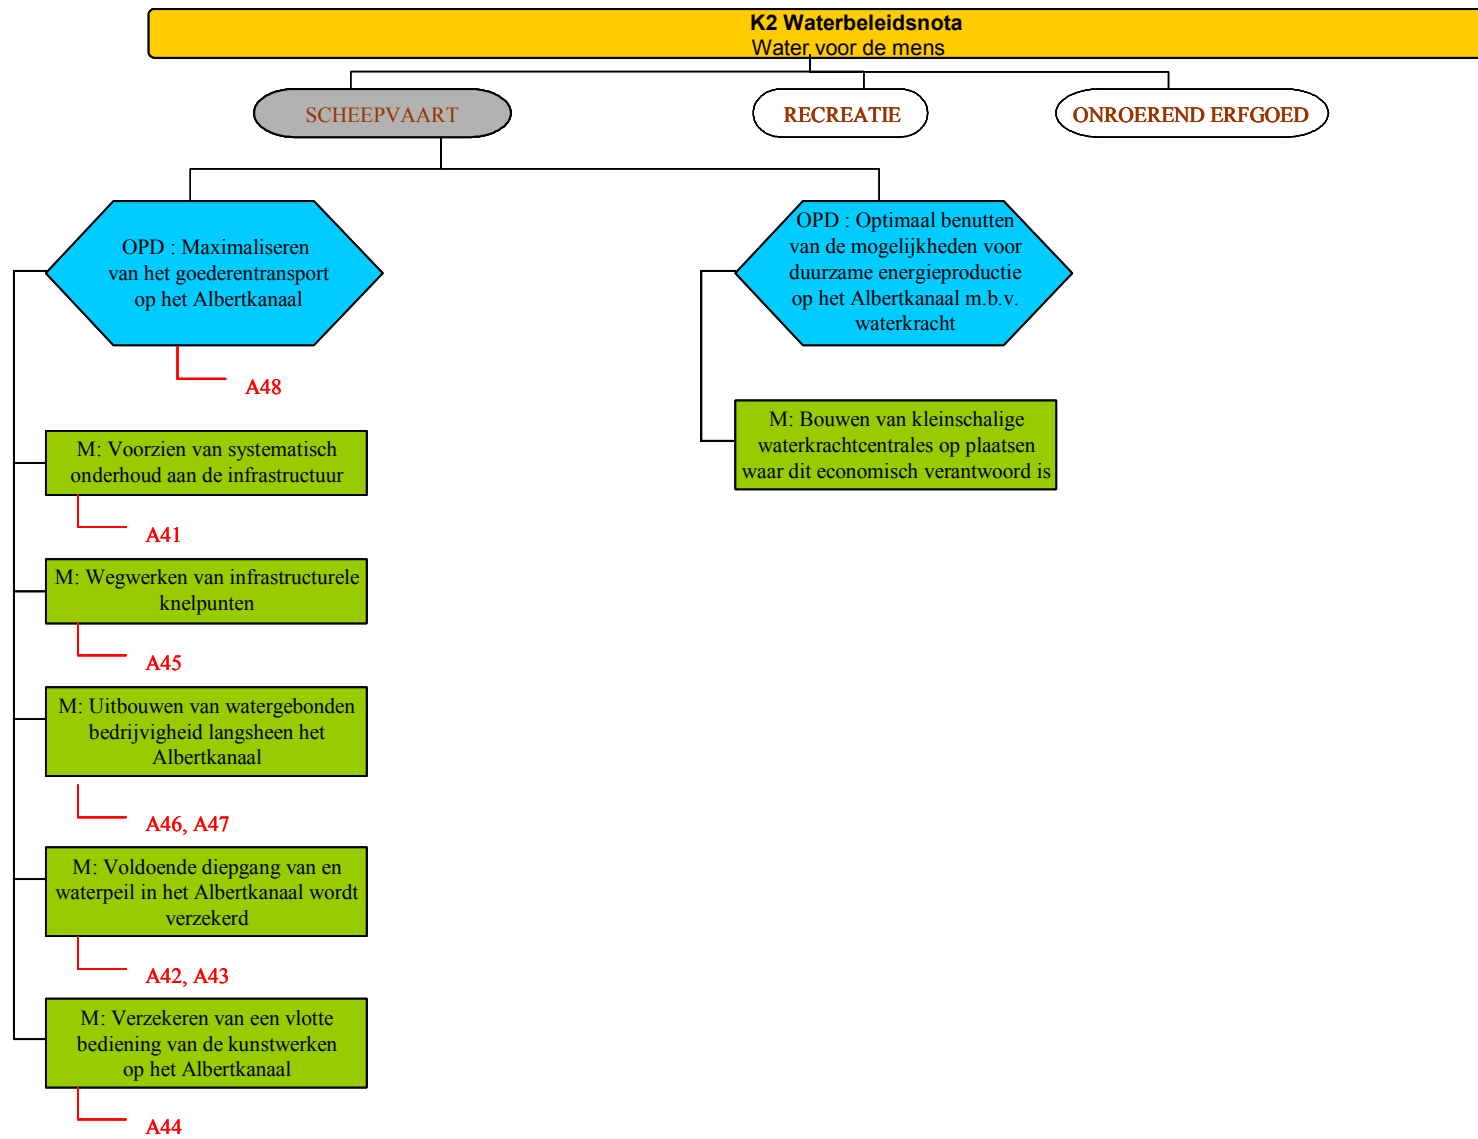 K2 Waterbeleidsnota
Water voor de mens
SCHEEPVAART
RECREATIE
ONROEREND ERFGOED
OPD : Maximaliseren
van het goederentransport
op het Albertkanaal
A48
M: Voorzien van systematisch
onderhoud aan de infrastructuur
A41
M: Wegwerken van infrastructurele
knelpunten
A45
M: Uitbouwen van watergebonden
bedrijvigheid langsheen het
Albertkanaal
A46, A47
M: Voldoende diepgang van en
waterpeil in het Albertkanaal wordt
verzekerd
A42, A43
M: Verzekeren van een vlotte
bediening van de kunstwerken
op het Albertkanaal
A44
OPD : Optimaal benutten
van de mogelijkheden voor
duurzame energieproductie
op het Albertkanaal m.b.v.
waterkracht
M: Bouwen van kleinschalige
waterkrachtcentrales op plaatsen
waar dit economisch verantwoord is